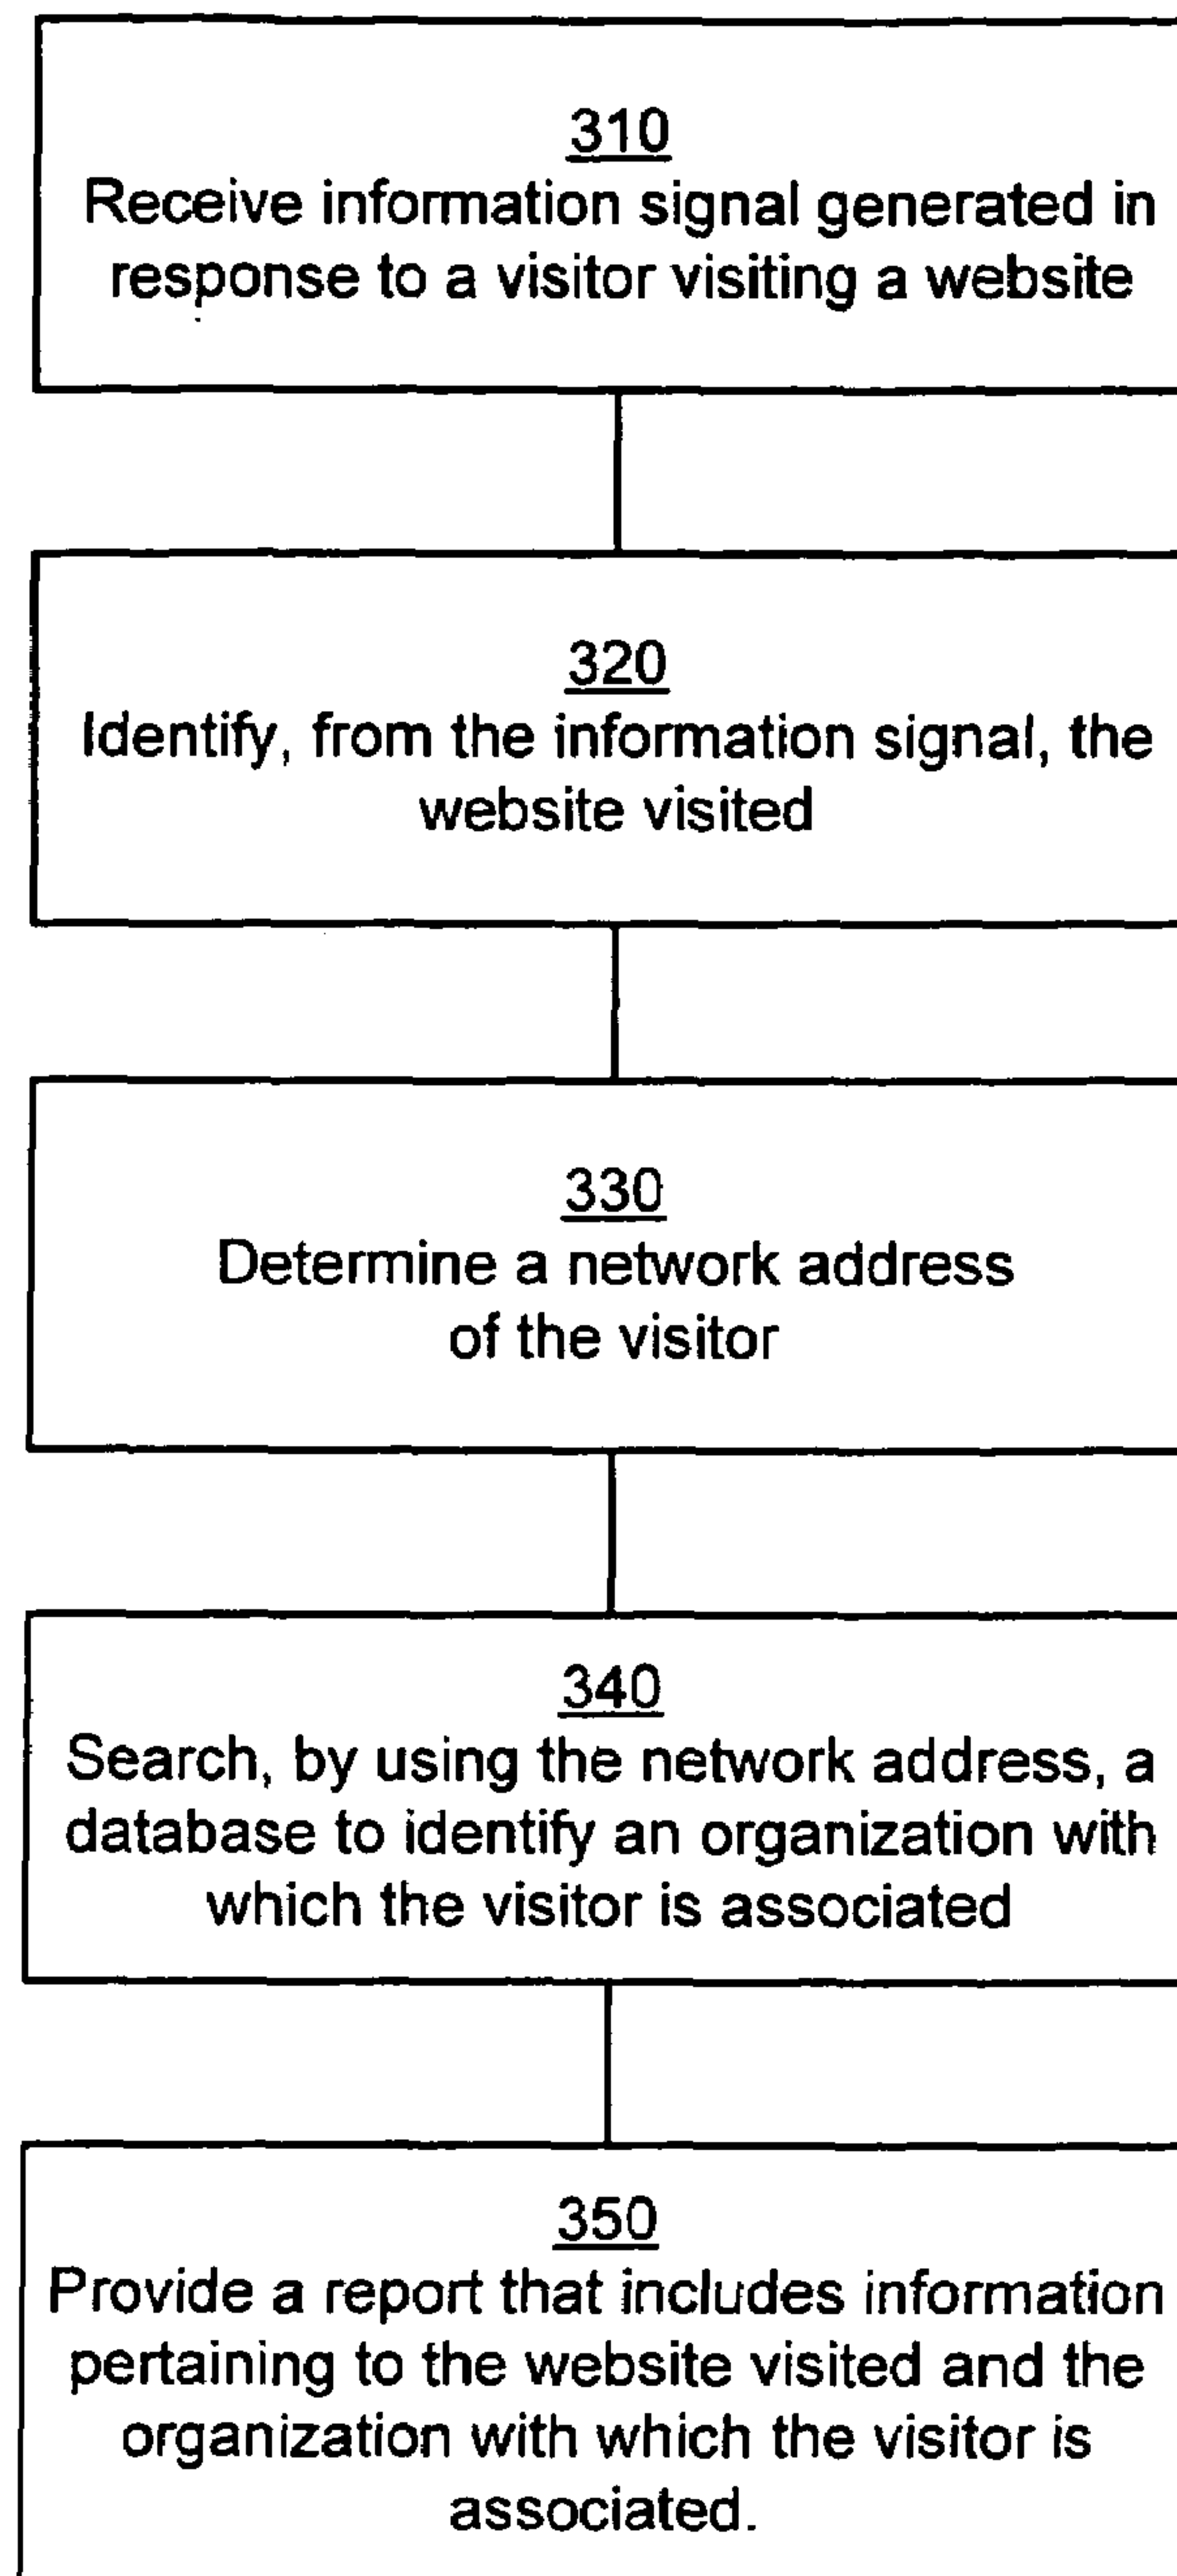 310
Receive information signal generated in
response to a visitor visiting a website
320
Identify, from the information signal, the
website visited
330
Determine a network address
of the visitor
340
Search, by using the network address, a
database to identify an organization with
which the visitor is associated
350
Provide a report that includes information
pertaining to the website visited and the
organization with which the visitor is
associated.